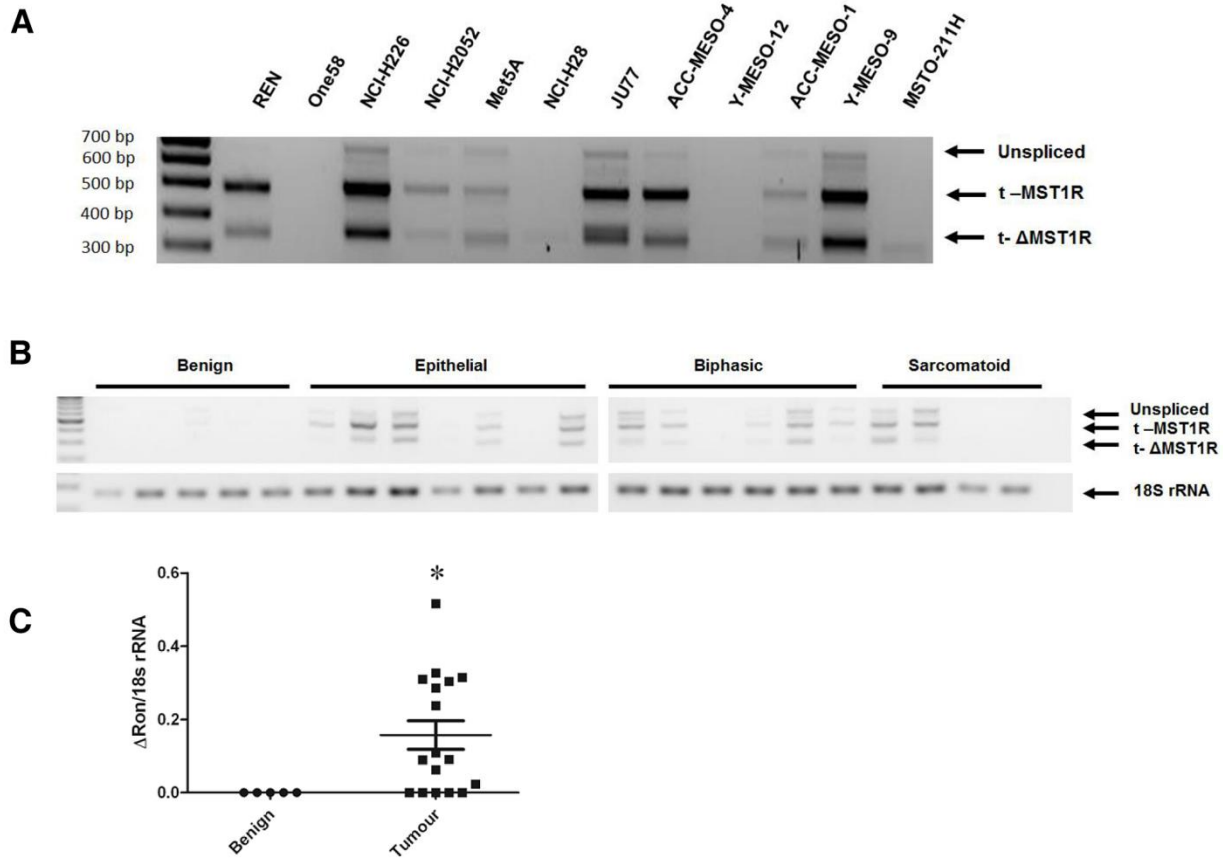 A
REN
One58
NCI-H226
NCI-H2052
Met5A
NCI-H28
JU77
ACC-MESO-4
Y-MESO-12
ACC-MESO-1
Y-MESO-9
MSTO-211H
700 bp
600 bp
500 bp
400 bp
300 bp
Unspliced
t –MST1R
t- ΔMST1R
B
Benign
Epithelial
Biphasic
Sarcomatoid
Unspliced
t –MST1R
t- ΔMST1R
18S rRNA
C
ΔRon/18s rRNA
0.6
0.4
0.2
0.0
*
Benign
Tumour